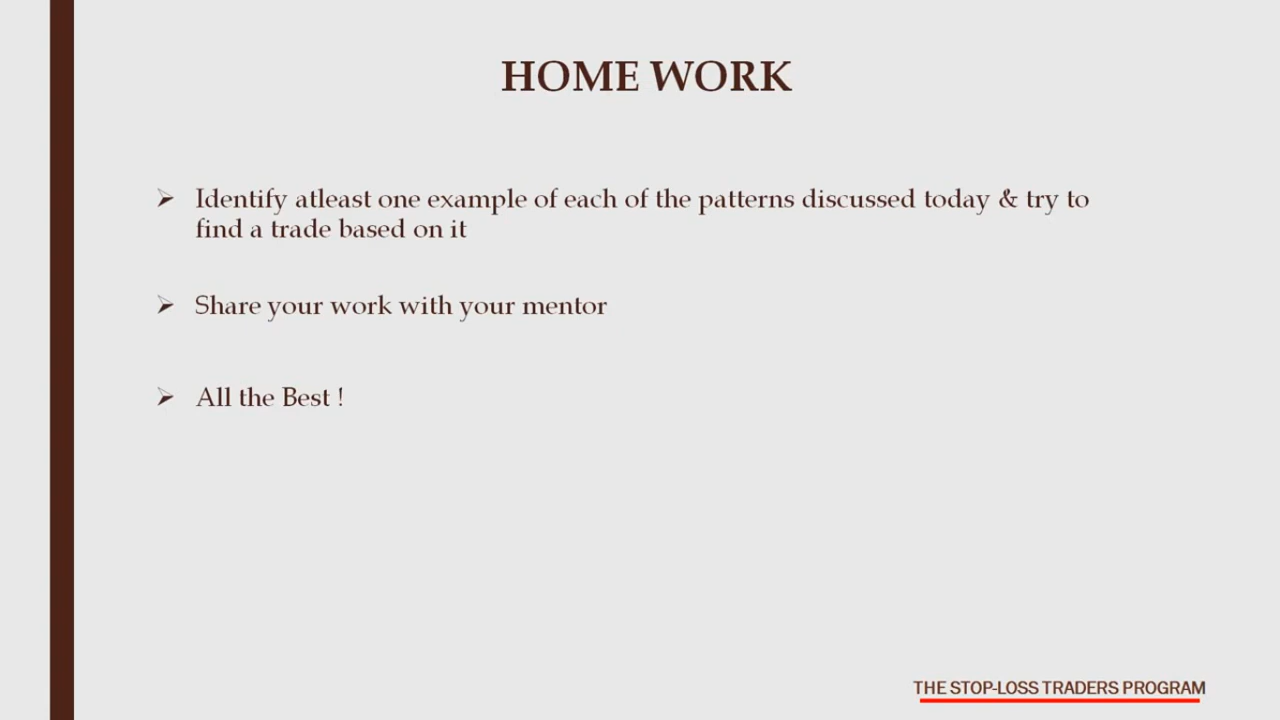 HOME WORK
Identify atleast one example of each of the patterns discussed today & try to
find a trade based on it
Share your work with your mentor
All the Best !
THE STOP-LOSS TRADERS PROGRAM